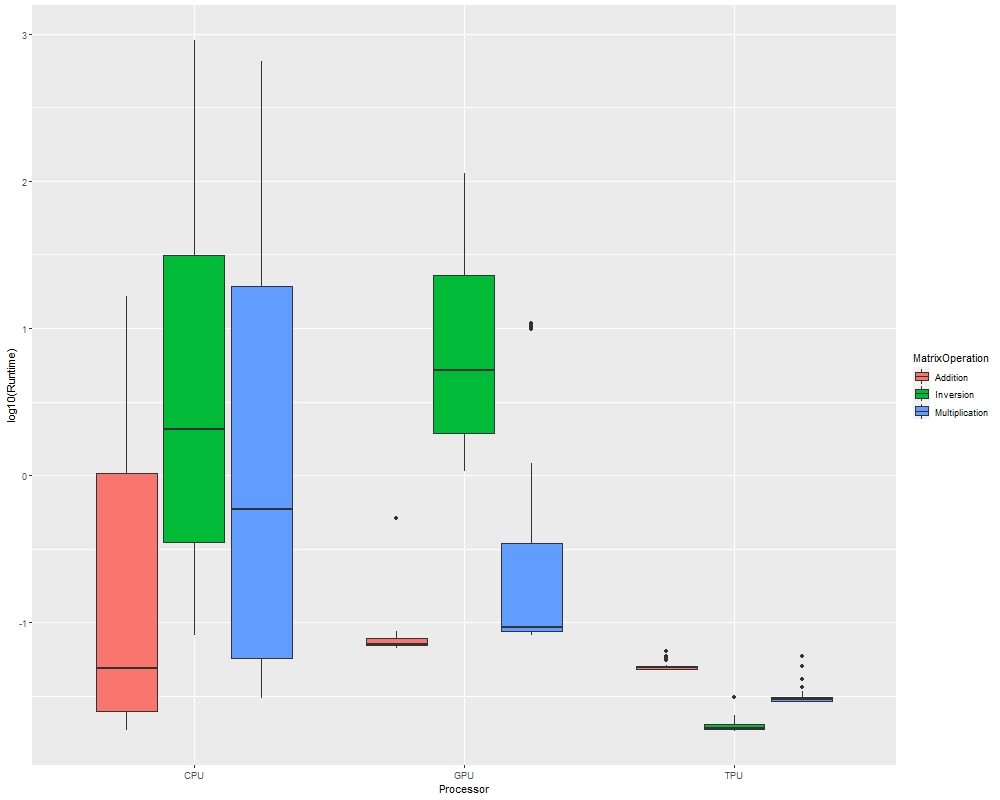 3
2
1
0
-1
log10(Runtime)
CPU
GPU
TPU
Processor
MatrixOperation
Addition
Inversion
Multiplication